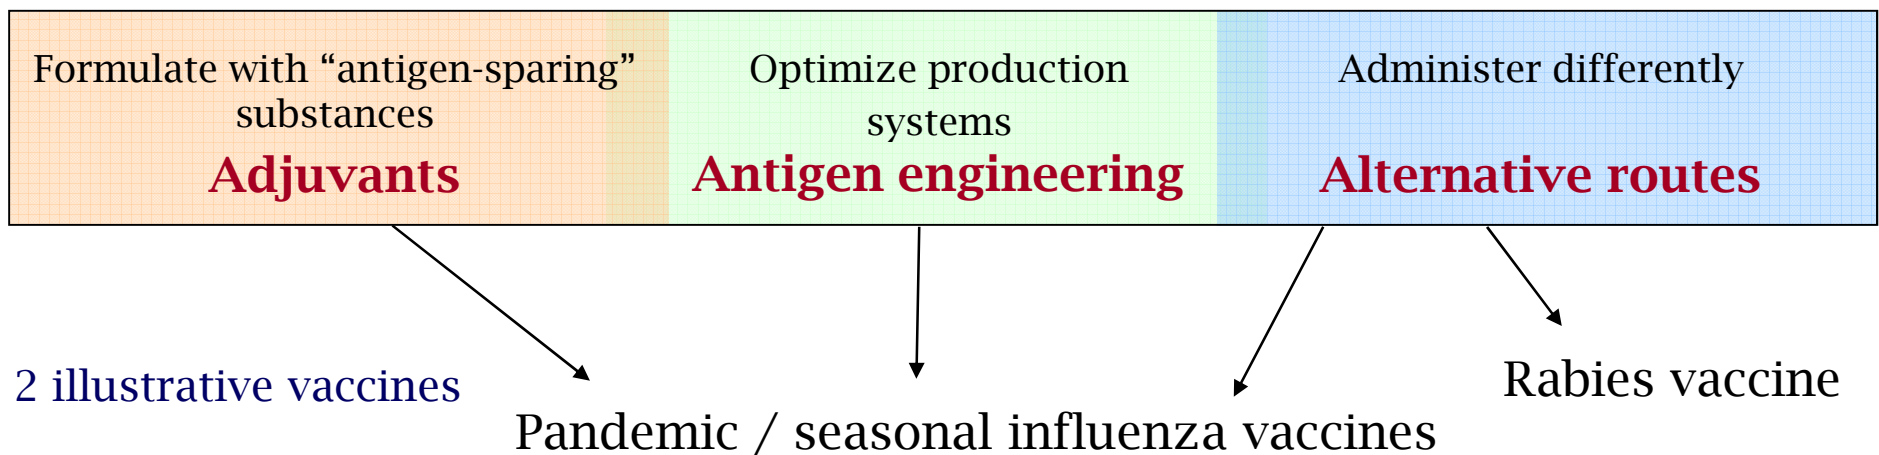 Formulate with “antigen-sparing”
substances
Adjuvants
Optimize production
systems
Antigen engineering
Administer differently
Alternative routes
2 illustrative vaccines
Pandemic / seasonal influenza vaccines
Rabies vaccine